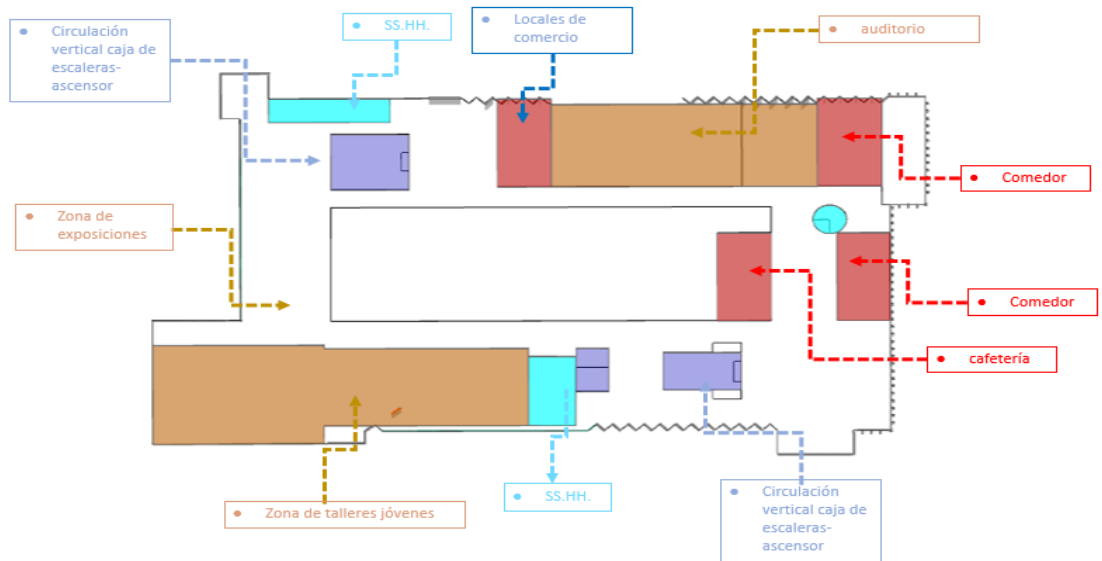 • Circulación
vertical caja de
escaleras-
ascensor
• SS.HH.
• Locales de
comercio
• auditorio
• Comedor
• Zona de
exposiciones
• Comedor
• cafetería
• Zona de talleres jóvenes
• SS.HH.
• Circulación
vertical caja de
escaleras-
ascensor